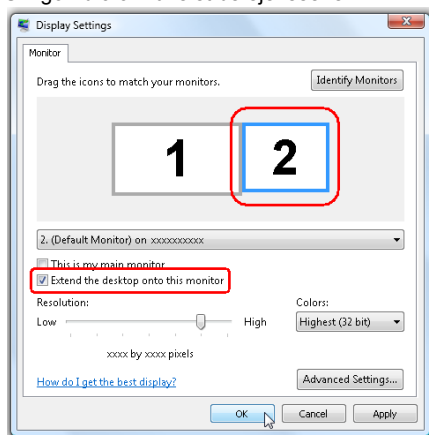 Display Settings
Monitor
Drag the icons to match your monitors.
Identify Monitors
1
2
2. (Default Monitor) on xxxxxxxxxx
This is my main monitor
Extend the desktop onto this monitor
Resolution:
Colors:
Low
High
Highest (32 bit)
xxxx by xxxx pixels
How do I get the best display?
Advanced Settings...
OK
Cancel
Apply